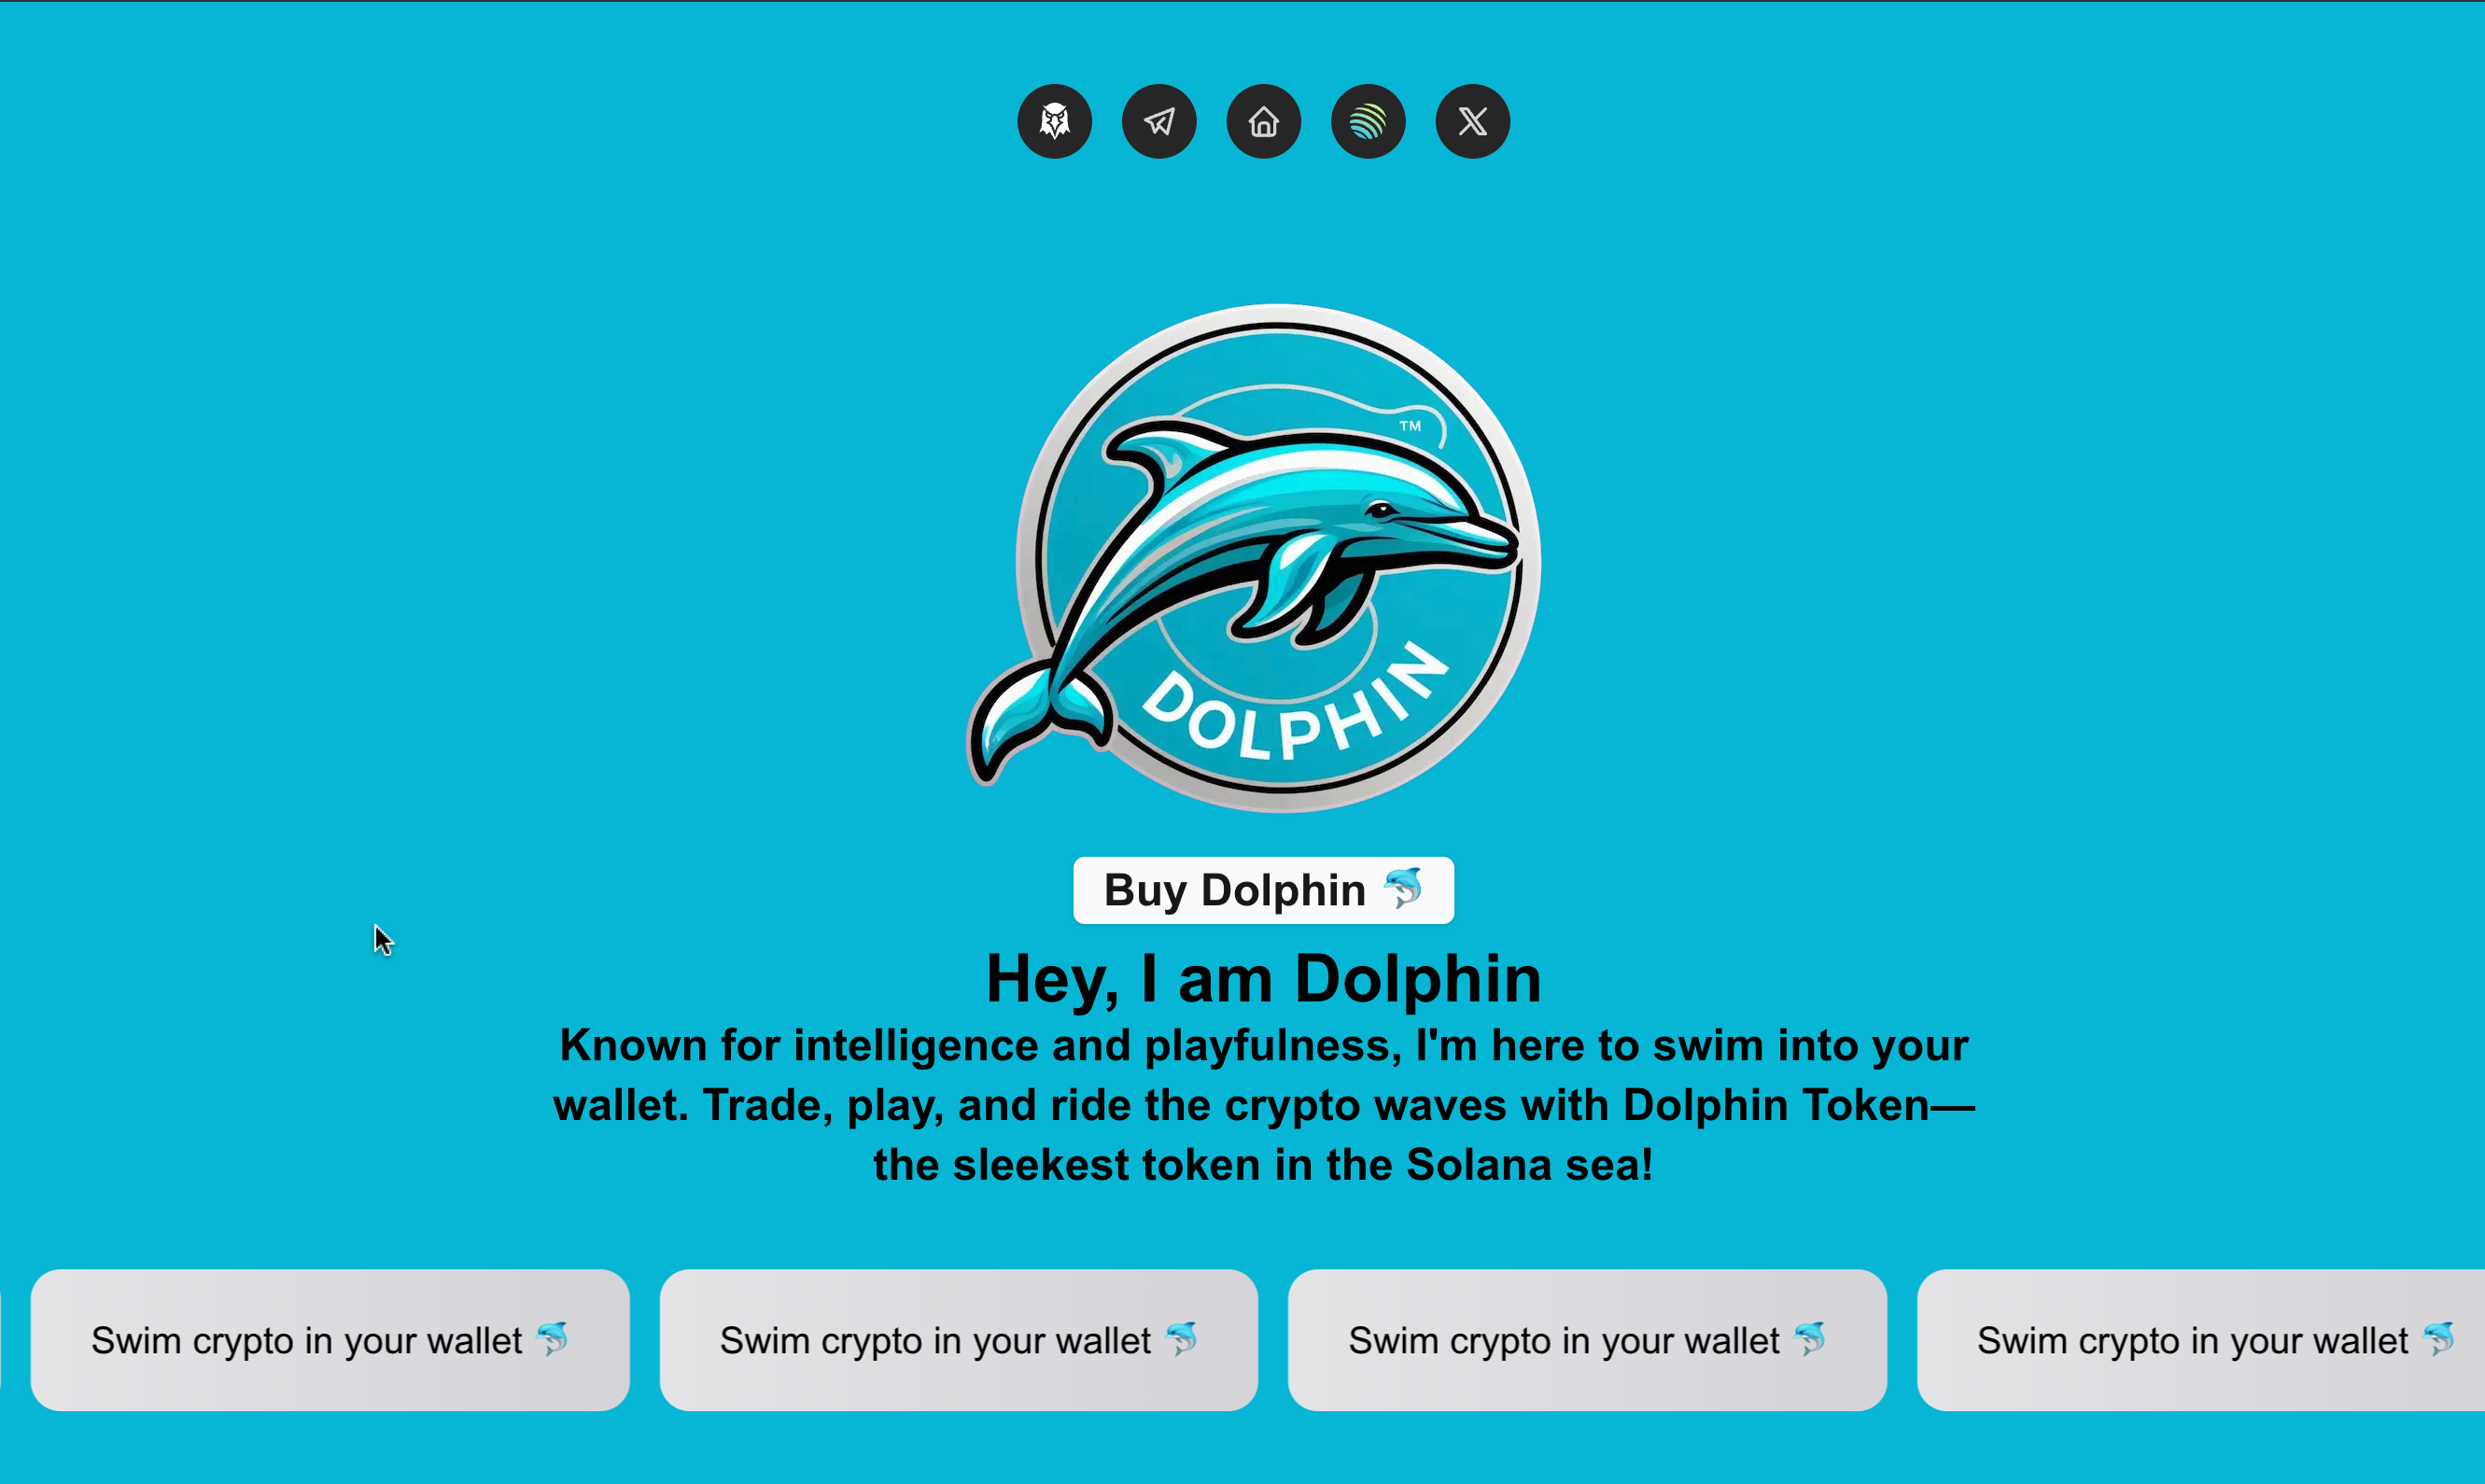 TM
DOLPHIN
Buy Dolphin 🐬
Hey, I am Dolphin
Known for intelligence and playfulness, I'm here to swim into your
wallet. Trade, play, and ride the crypto waves with Dolphin Token—
the sleekest token in the Solana sea!
Swim crypto in your wallet 🐬
Swim crypto in your wallet 🐬
Swim crypto in your wallet 🐬
Swim crypto in your wallet 🐬